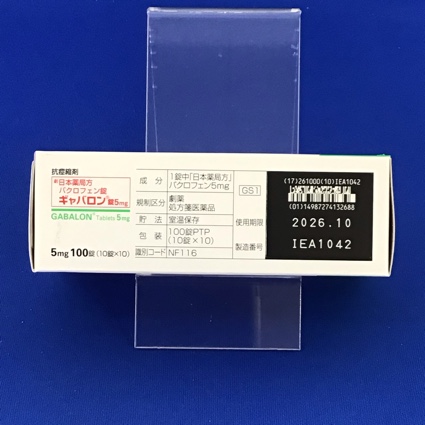 抗痙縮剤
日本薬局方
バクロフェン錠
ギャバロン®錠5mg
GABALON® Tablets 5mg
5mg 100錠 (10錠×10)
成分 1錠中「日本薬局方」バクロフェン5mg
規制区分 劇薬 処方箋医薬品
貯法 室温保存
包装 100錠PTP (10錠×10)
識別コード NF116
GS1
使用期限
製造番号
(17)261000(10)IEA1042
(01)14987274132688
2026.10
IEA1042